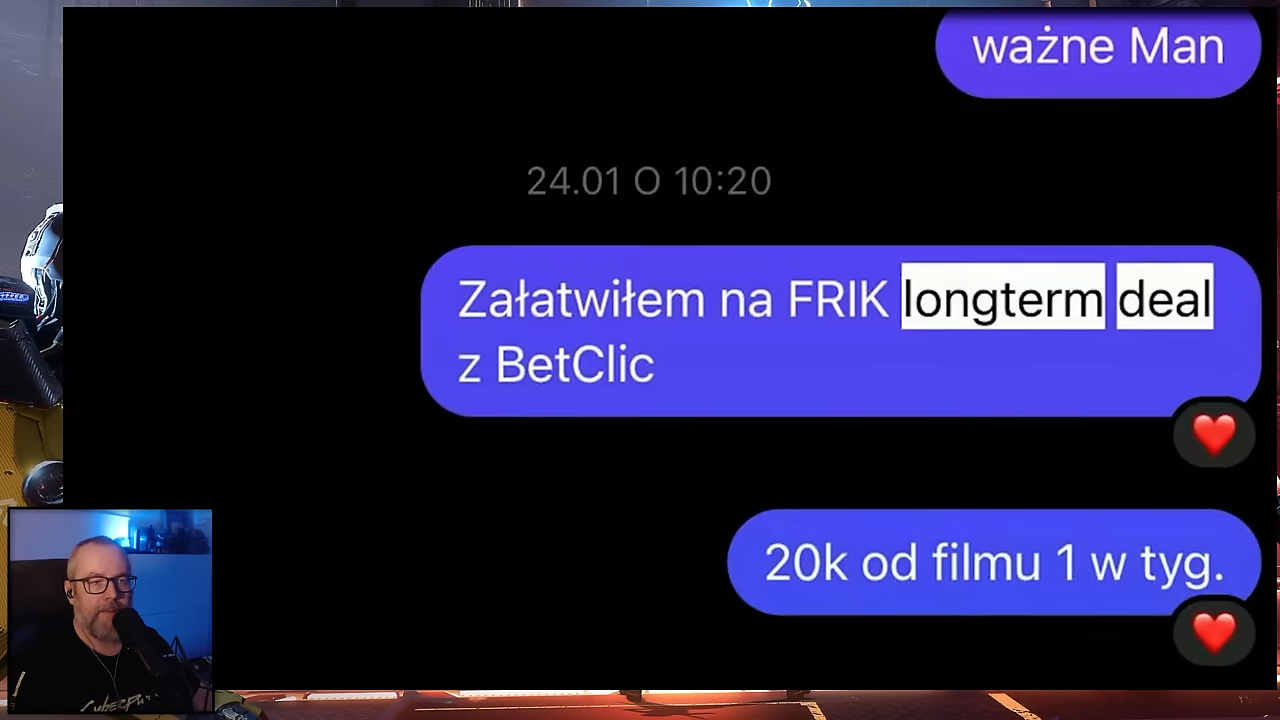 ważne Man
24.01 O 10:20
Załatwiłem na FRIK longterm deal
z BetClic
20k od filmu 1 w tyg.